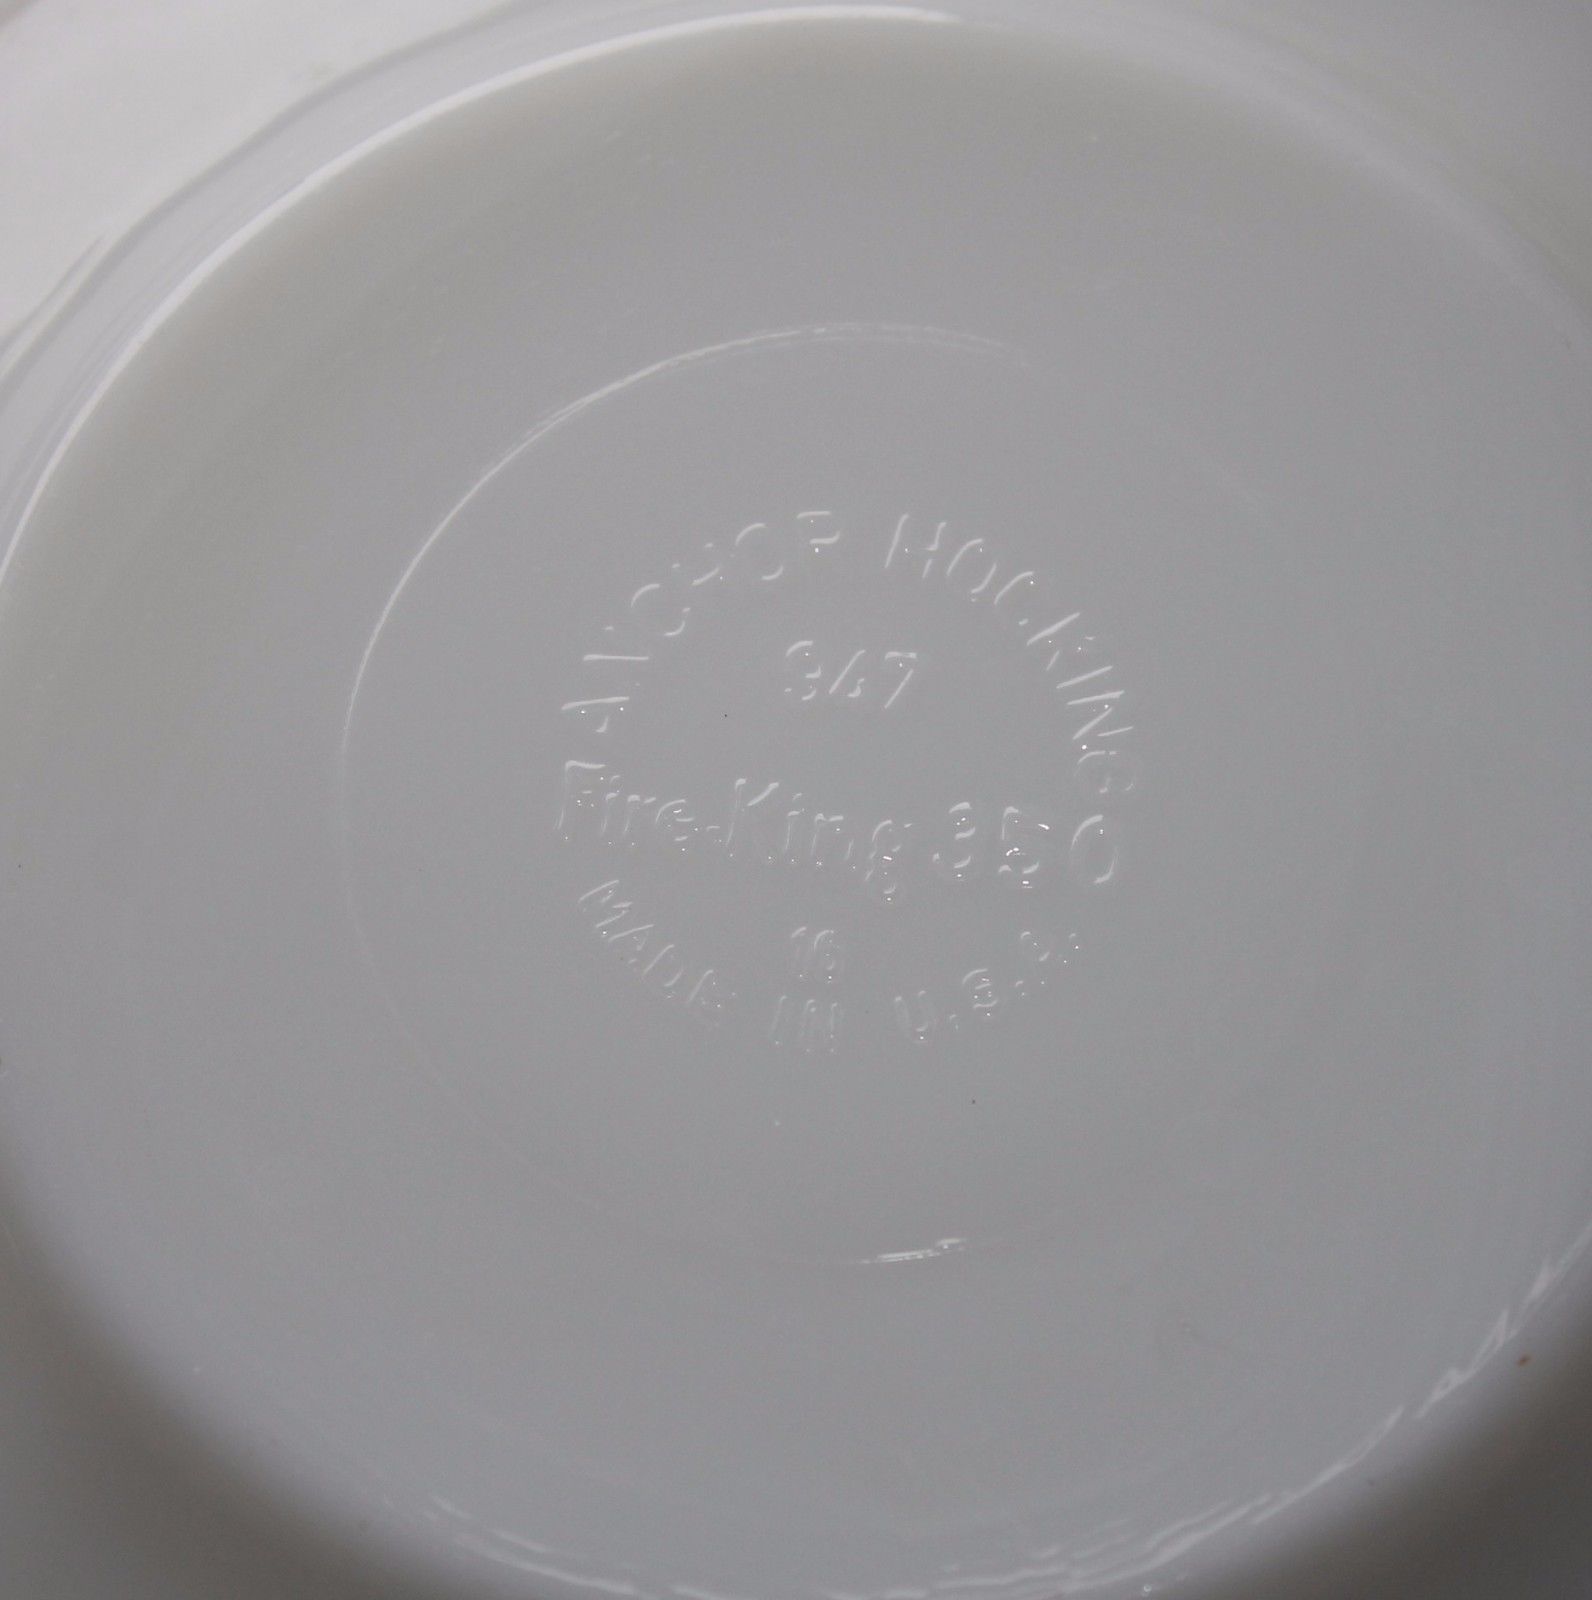 ANCHOR HOCKING
347
Fire-King 350
16
MADE IN U.S.A.